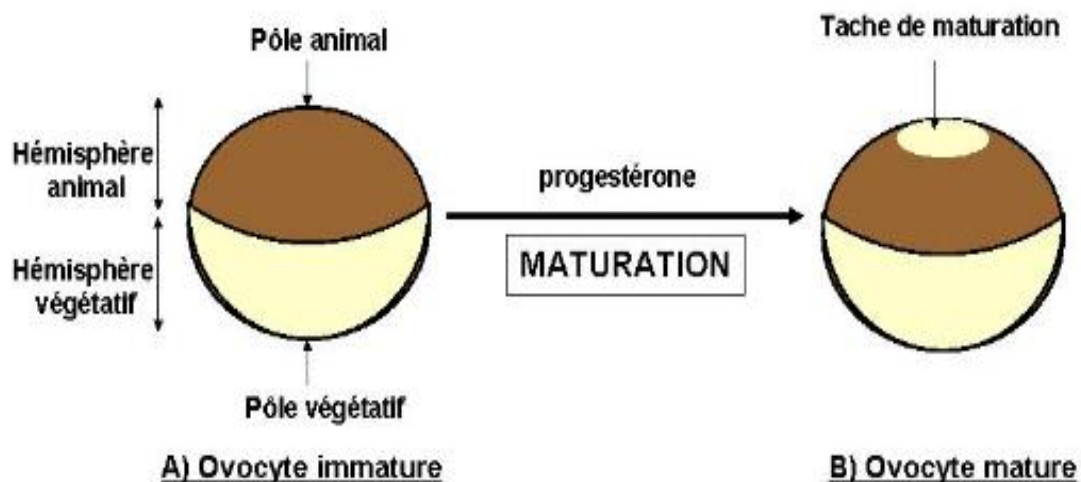 Pôle animal
Tache de maturation
Hémisphère
animal
progestérone
MATURATION
Hémisphère
végétatif
Pôle végétatif
A) Ovocyte immature
B) Ovocyte mature